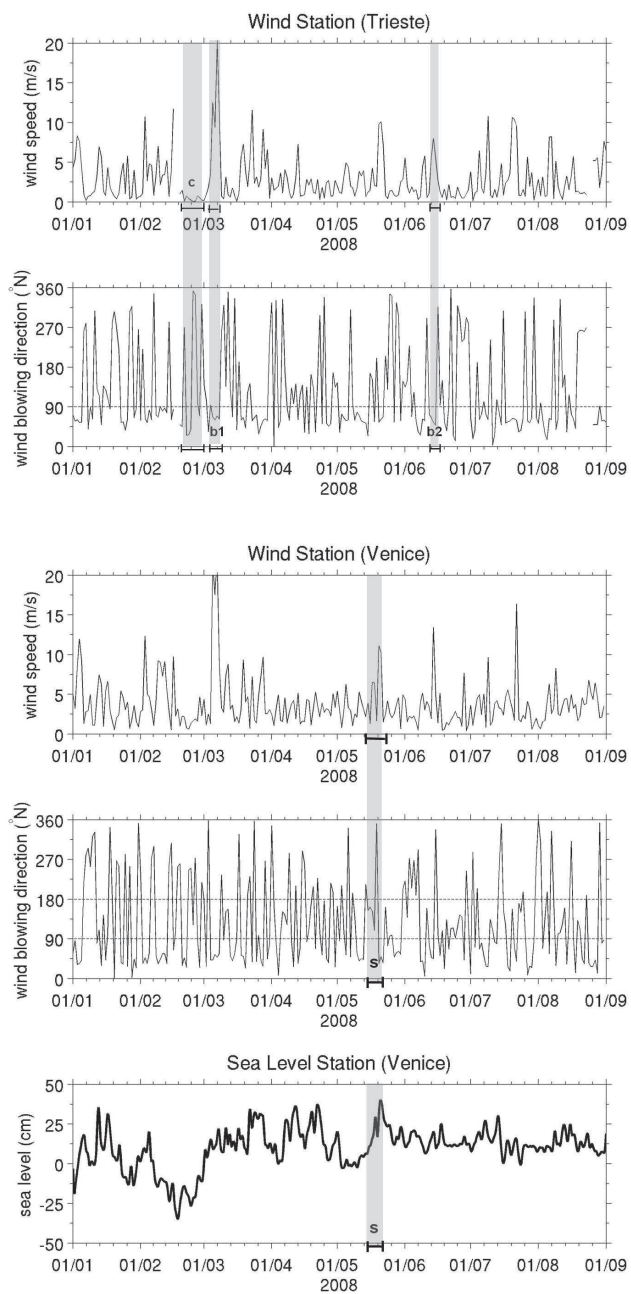 Wind Station (Trieste)
wind speed (m/s)
20
15
10
5
0
c
01/01 01/02 01/03 01/04 01/05 01/06 01/07 01/08 01/09
2008
wind blowing direction (°N)
360
270
180
90
0
b1 b2
01/01 01/02 01/03 01/04 01/05 01/06 01/07 01/08 01/09
2008
Wind Station (Venice)
wind speed (m/s)
20
15
10
5
0
01/01 01/02 01/03 01/04 01/05 01/06 01/07 01/08 01/09
2008
wind blowing direction (°N)
360
270
180
90
0
s
01/01 01/02 01/03 01/04 01/05 01/06 01/07 01/08 01/09
2008
Sea Level Station (Venice)
sea level (cm)
50
25
0
-25
-50
s
01/01 01/02 01/03 01/04 01/05 01/06 01/07 01/08 01/09
2008